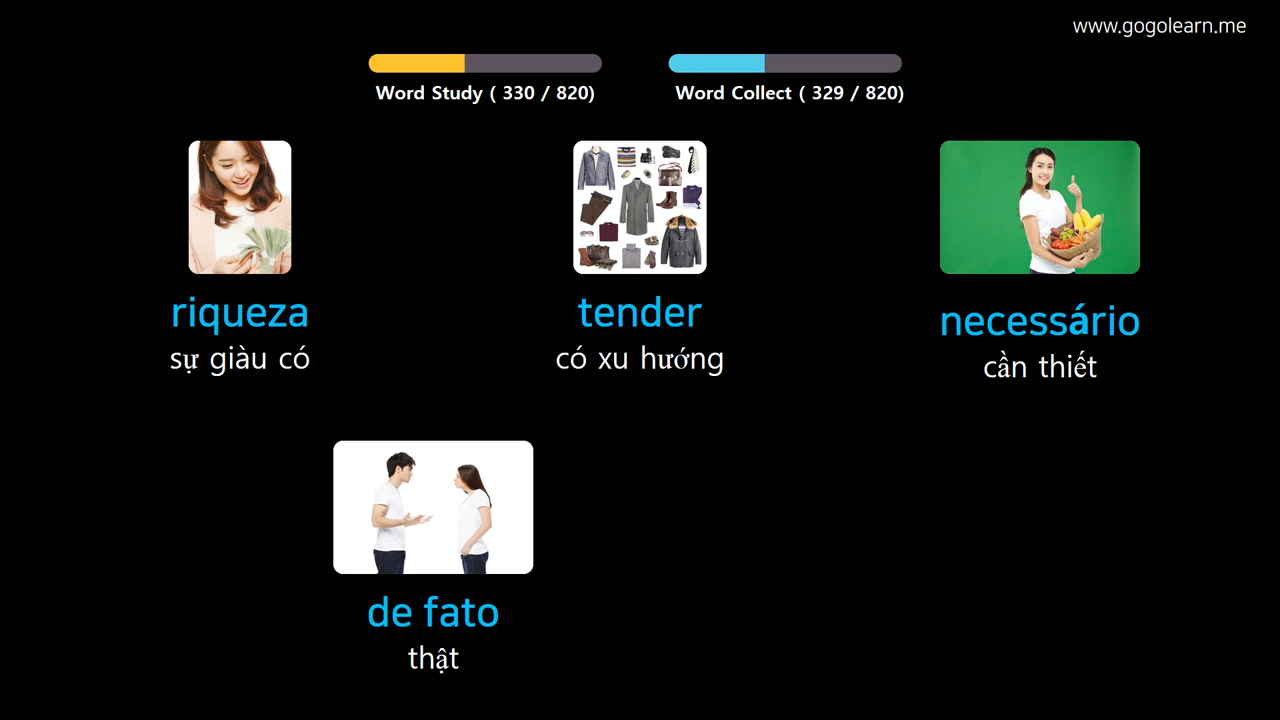 www.gogolearn.me
Word Study ( 330 / 820)
Word Collect ( 329 / 820)
riqueza
sự giàu có
tender
có xu hướng
necessário
cần thiết
de fato
thật